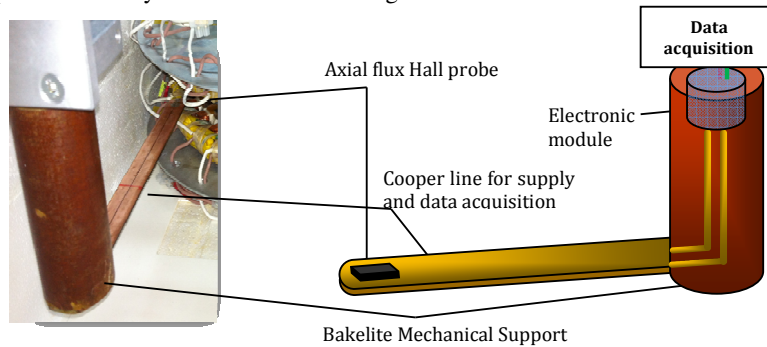 Data
acquisition
Axial flux Hall probe
Electronic
module
Cooper line for supply
and data acquisition
Bakelite Mechanical Support